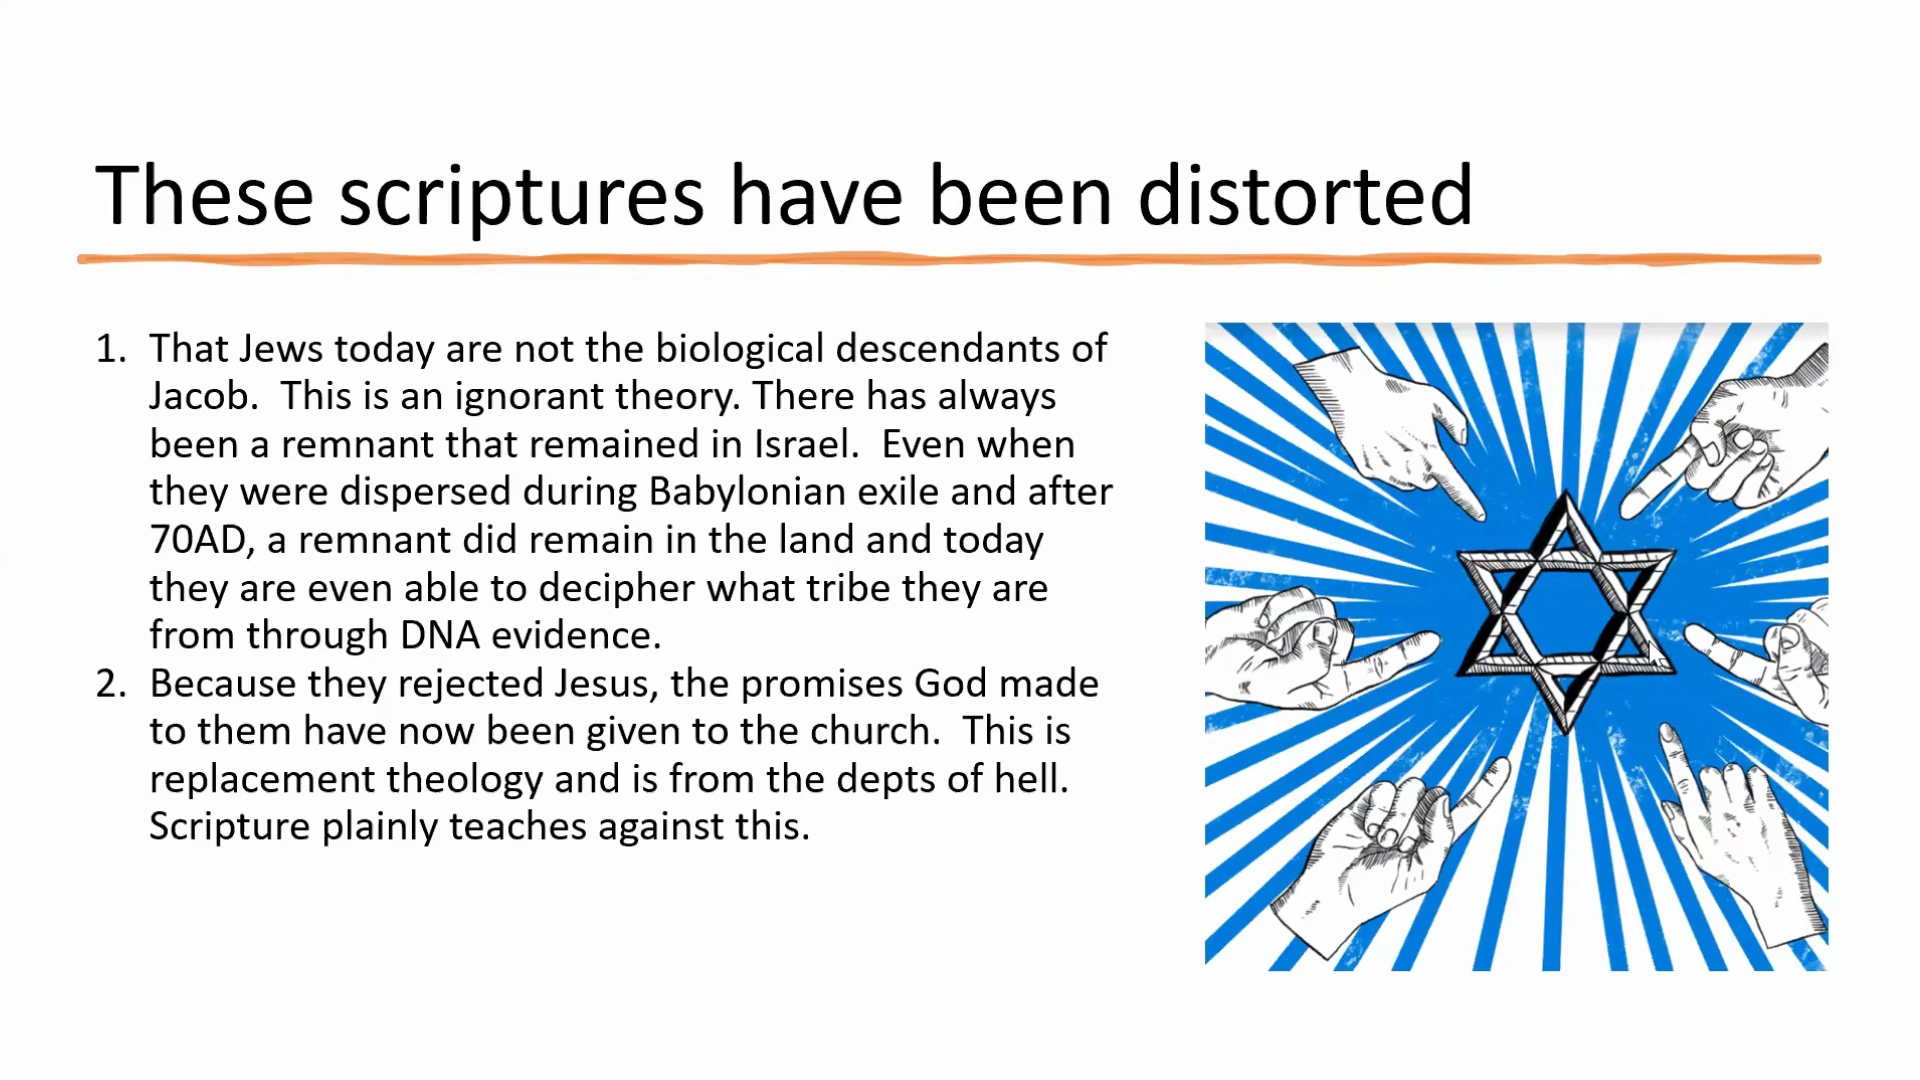 These scriptures have been distorted
1. That Jews today are not the biological descendants of
Jacob.  This is an ignorant theory. There has always
been a remnant that remained in Israel.  Even when
they were dispersed during Babylonian exile and after
70AD, a remnant did remain in the land and today
they are even able to decipher what tribe they are
from through DNA evidence.
2. Because they rejected Jesus, the promises God made
to them have now been given to the church.  This is
replacement theology and is from the depts of hell.
Scripture plainly teaches against this.